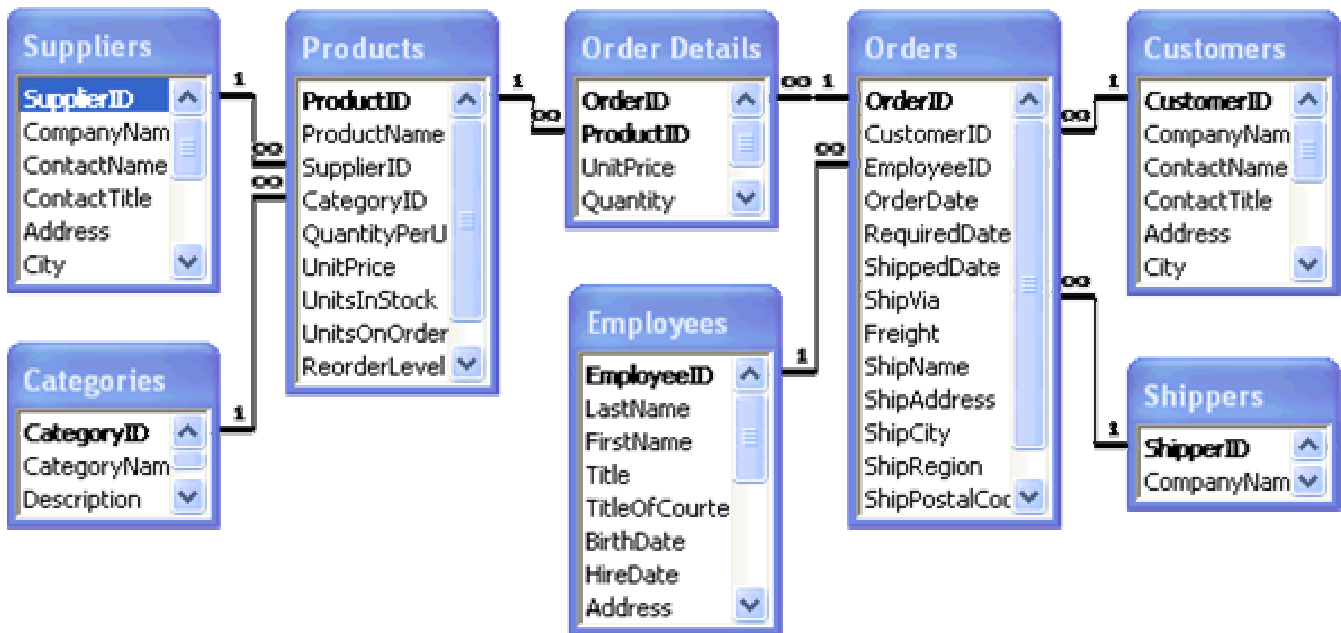 Suppliers
SupplierID
CompanyNam
ContactName
ContactTitle
Address
City
Categories
CategoryID
CategoryNam
Description
Products
ProductID
ProductName
SupplierID
CategoryID
QuantityPerU
UnitPrice
UnitsInStock
UnitsOnOrder
ReorderLevel
Order Details
OrderID
ProductID
UnitPrice
Quantity
Employees
EmployeeID
LastName
FirstName
Title
TitleOfCourte
BirthDate
HireDate
Address
Orders
OrderID
CustomerID
EmployeeID
OrderDate
RequiredDate
ShippedDate
ShipVia
Freight
ShipName
ShipAddress
ShipCity
ShipRegion
ShipPostalCod
Customers
CustomerID
CompanyNam
ContactName
ContactTitle
Address
City
Shippers
ShipperID
CompanyNam
1
∞
∞
1
1
∞
∞ 1
∞
1
∞
1
∞
1